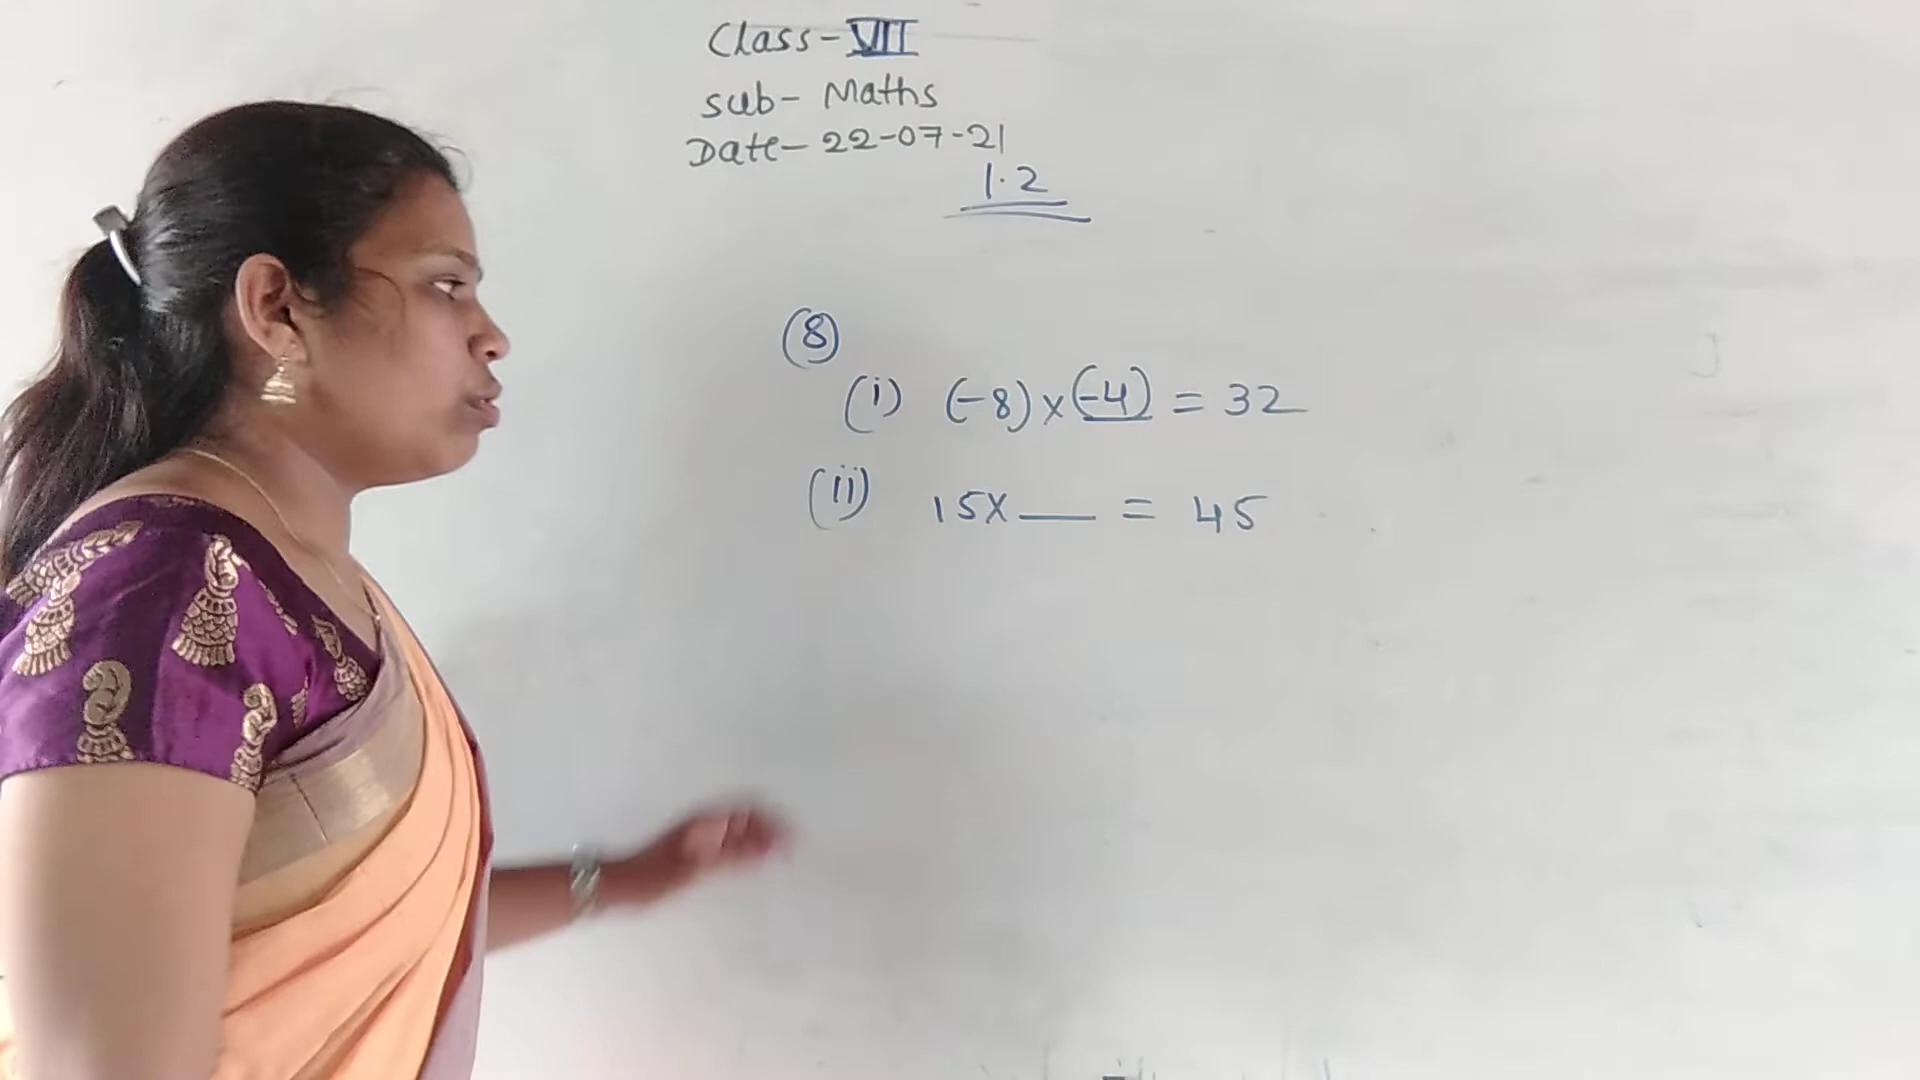 Class - VII
Sub - Maths
Date - 22-07-21
1.2
(8)
(i) (-8) x (-4) = 32
(ii) 15 x ___ = 45